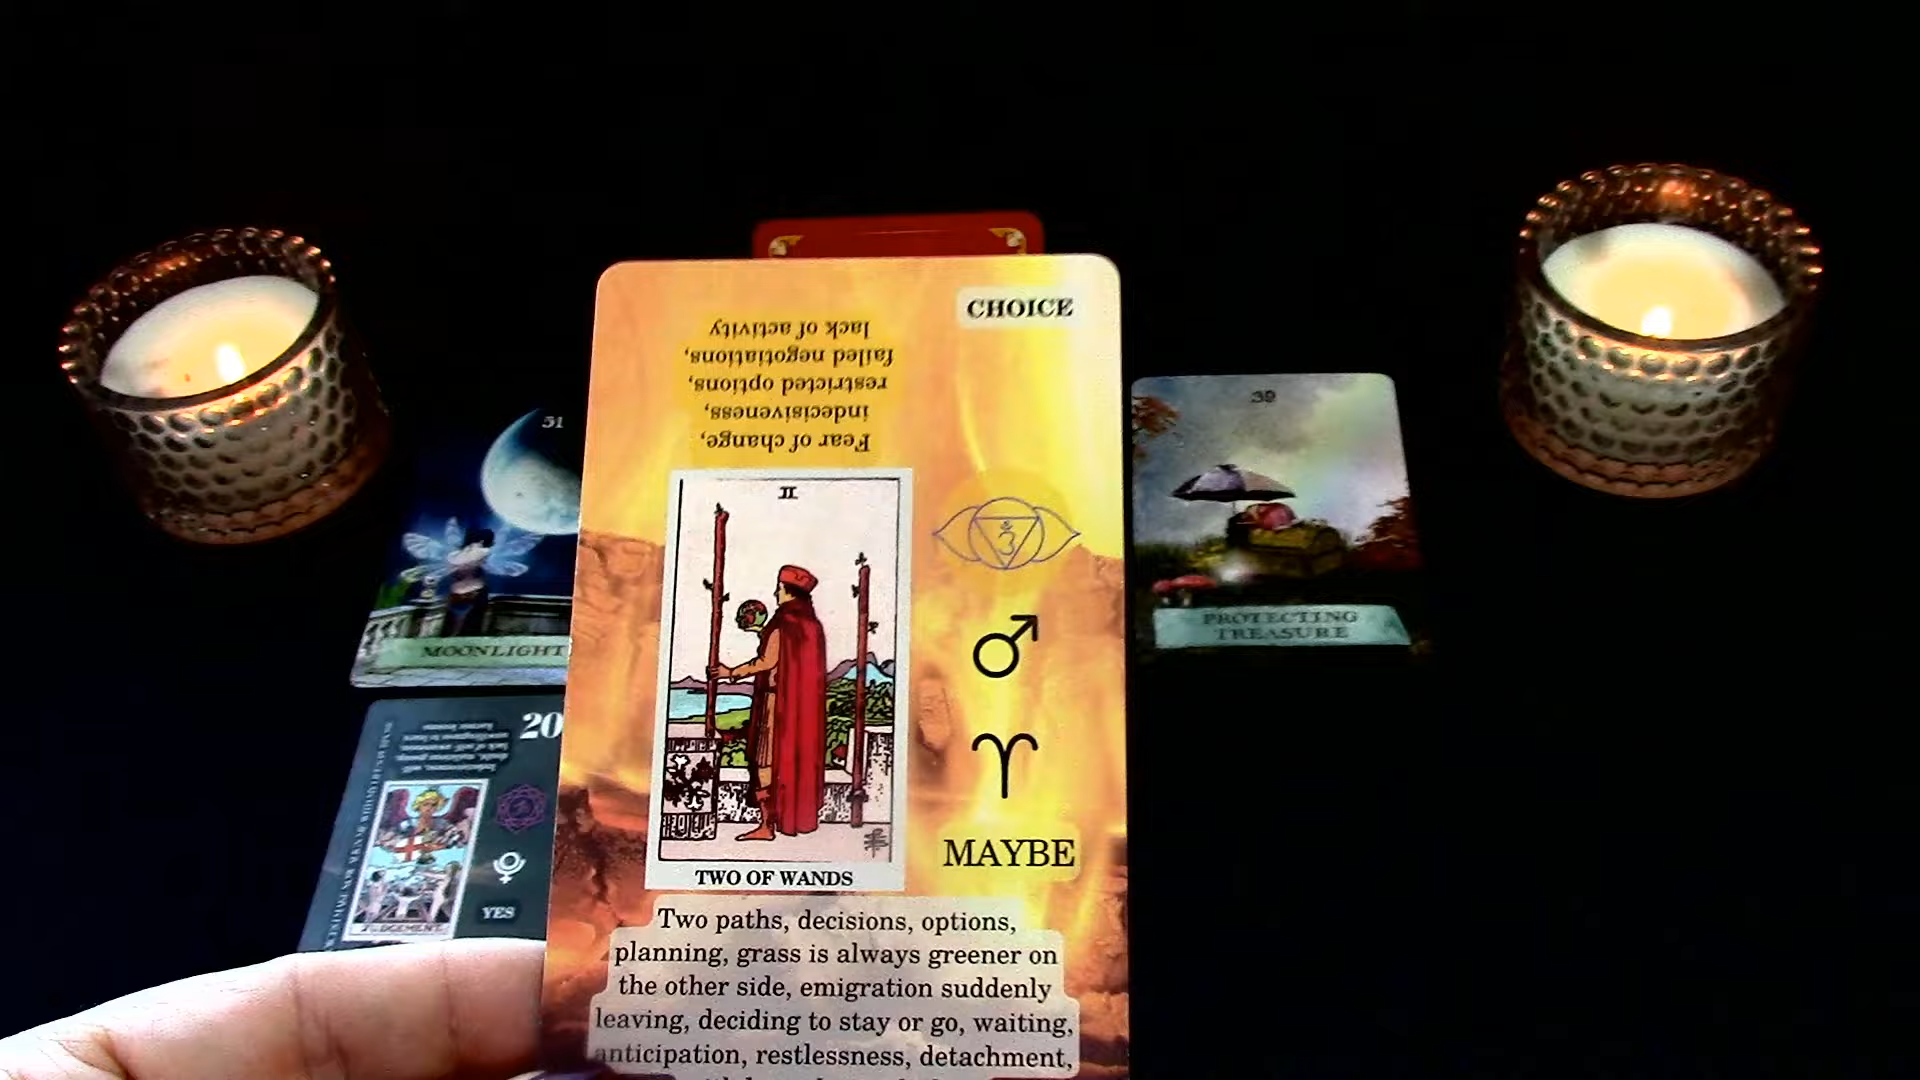 CHOICE
Fear of change,
indecisiveness,
restricted options,
failed negotiations,
lack of activity
II
MAYBE
TWO OF WANDS
Two paths, decisions, options,
planning, grass is always greener on
the other side, emigration suddenly
leaving, deciding to stay or go, waiting,
anticipation, restlessness, detachment,
51
MOONLIGHT
39
PROTECTING
TREASURE
20
YES
JUDGEMENT